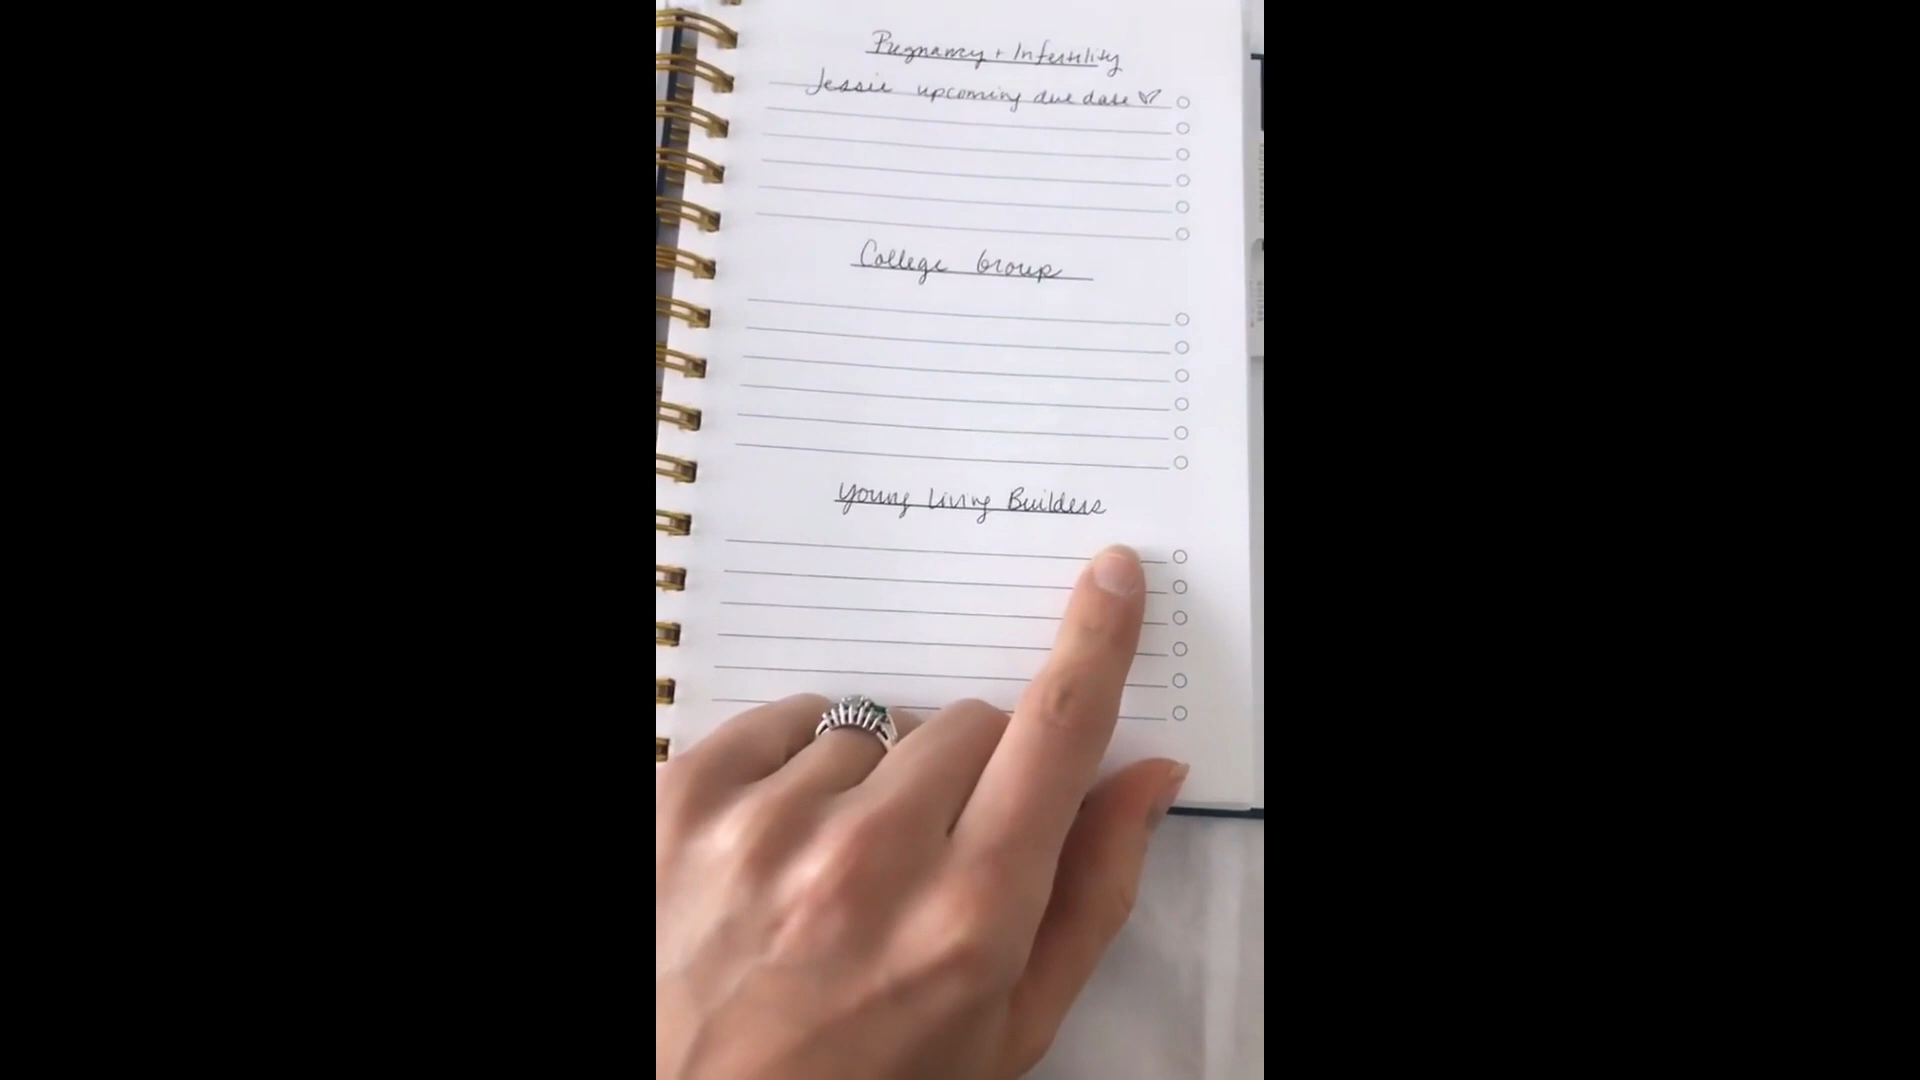 Pregnancy + Infertility
Jessie upcoming due date
College Group
Young Living Builders